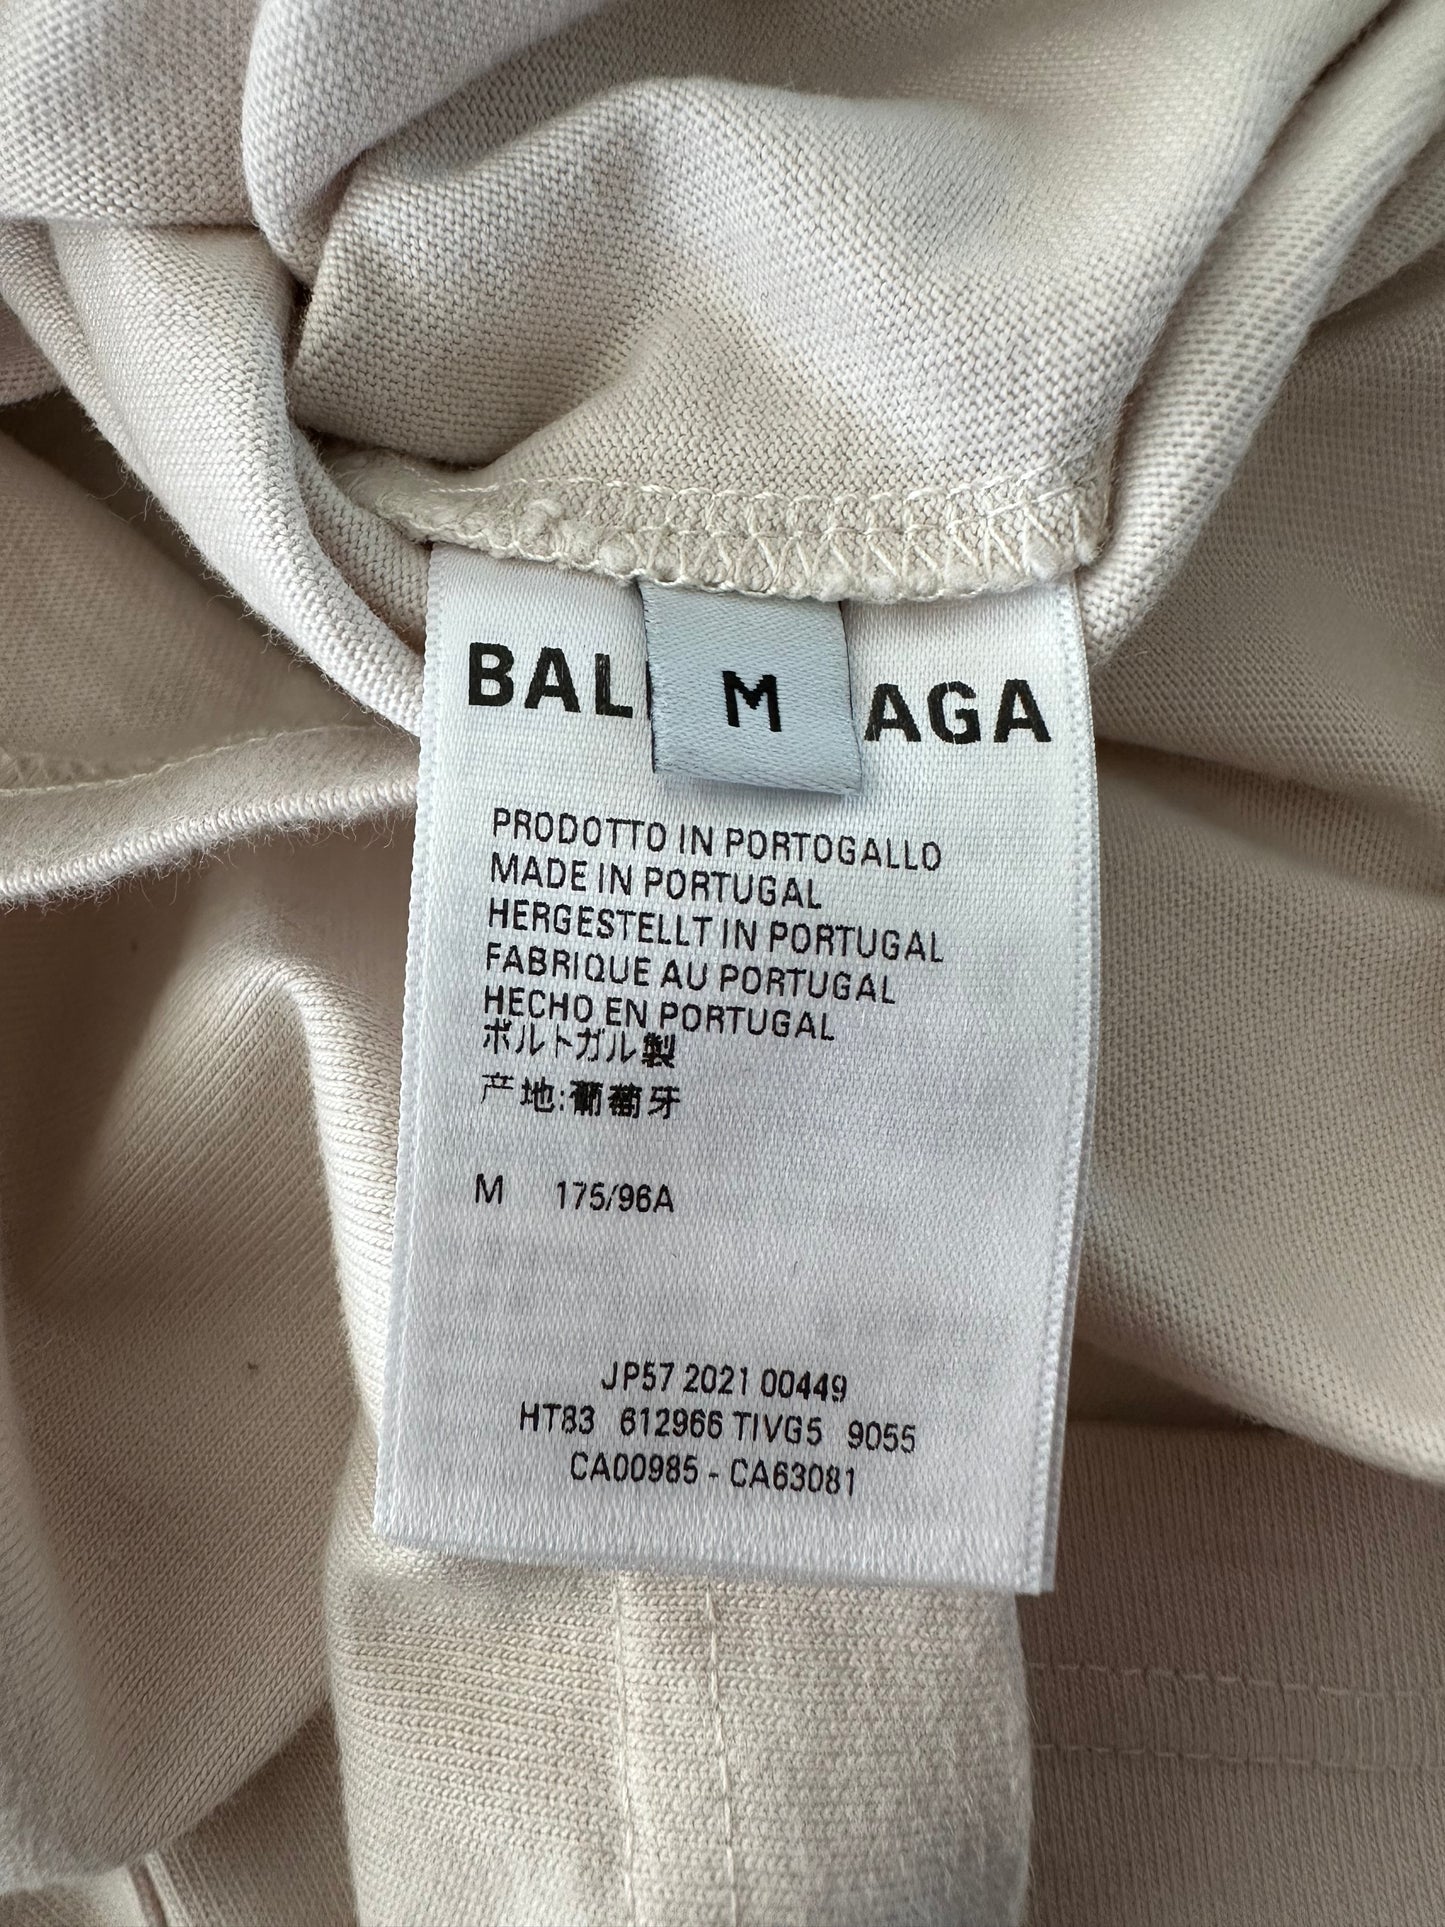 BAL M AGA
PRODOTTO IN PORTOGALLO
MADE IN PORTUGAL
HERGESTELLT IN PORTUGAL
FABRIQUE AU PORTUGAL
HECHO EN PORTUGAL
ポルトガル製
产地:葡萄牙
M 175/96A
JP57 2021 00449
HT83 612966 TIVG5 9055
CA00985 - CA63081